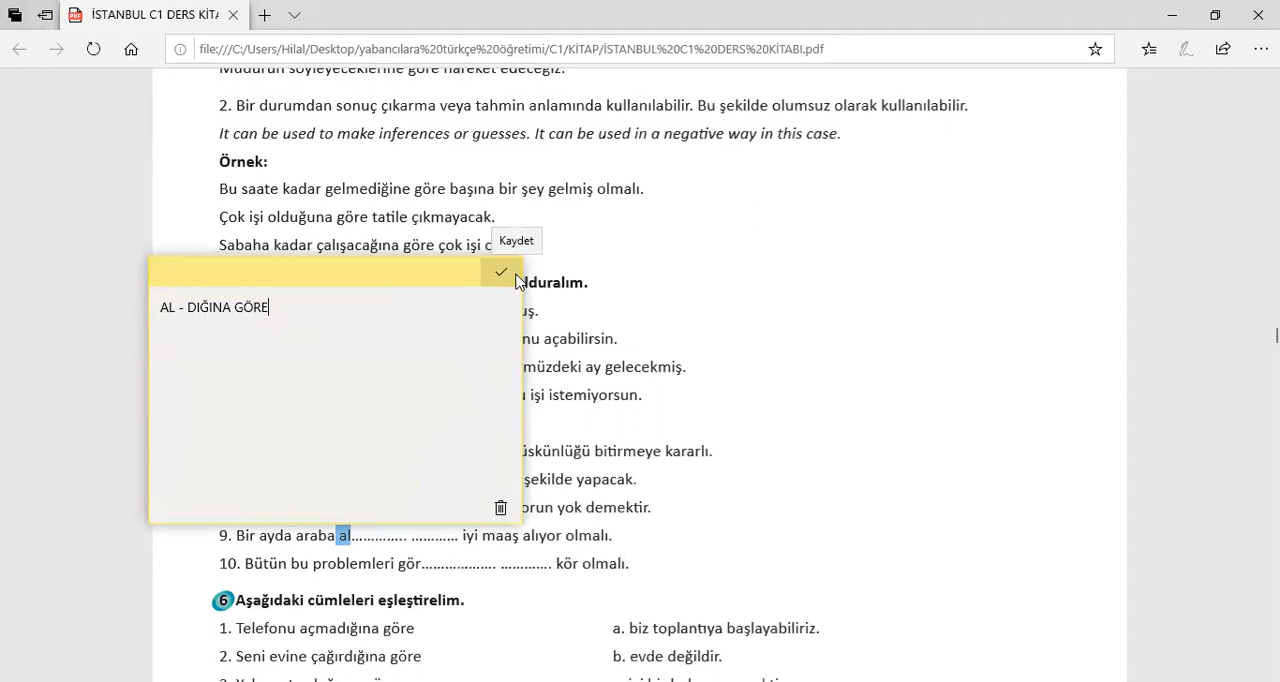 İSTANBUL C1 DERS KİTA
file:///C:/Users/Hilal/Desktop/yabancılara%20türkçe%20öğretimi/C1/KİTAP/İSTANBUL%20C1%20DERS%20KİTABI.pdf
Müdürün söyleyeceklerine göre hareket edeceğiz.
2. Bir durumdan sonuç çıkarma veya tahmin anlamında kullanılabilir. Bu şekilde olumsuz olarak kullanılabilir.
It can be used to make inferences or guesses. It can be used in a negative way in this case.
Örnek:
Bu saate kadar gelmediğine göre başına bir şey gelmiş olmalı.
Çok işi olduğuna göre tatile çıkmayacak.
Sabaha kadar çalışacağına göre çok işi
Kaydet
lduralım.
AL - DIĞINA GÖRE
uş.
nu açabilirsin.
müzdeki ay gelecekmiş.
işi istemiyorsun.
üskünlüğü bitirmeye kararlı.
şekilde yapacak.
orun yok demektir.
9. Bir ayda araba al………….. ………… iyi maaş alıyor olmalı.
10. Bütün bu problemleri gör………………. …………. kör olmalı.
6 Aşağıdaki cümleleri eşleştirelim.
1. Telefonu açmadığına göre a. biz toplantıya başlayabiliriz.
2. Seni evine çağırdığına göre b. evde değildir.